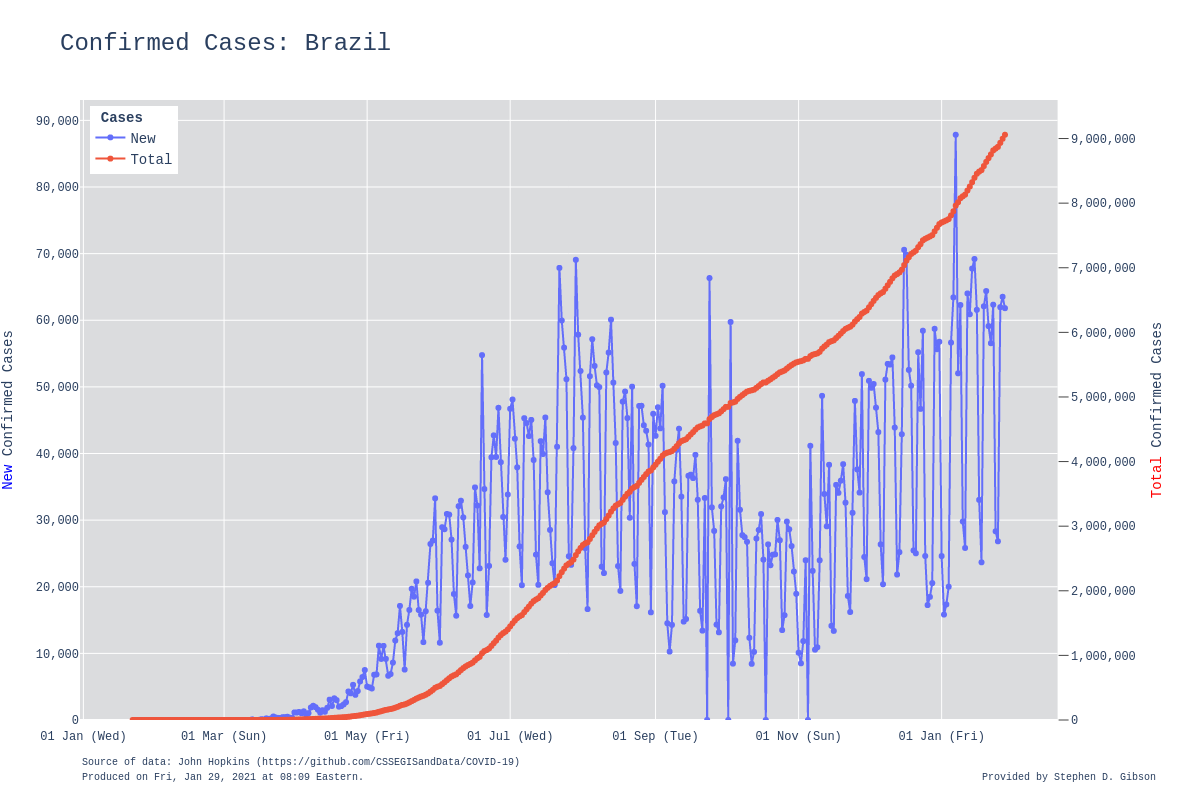 Confirmed Cases: Brazil
Cases
New
Total
90,000
80,000
70,000
60,000
50,000
40,000
30,000
20,000
10,000
0
New Confirmed Cases
9,000,000
8,000,000
7,000,000
6,000,000
5,000,000
4,000,000
3,000,000
2,000,000
1,000,000
0
Total Confirmed Cases
01 Jan (Wed)
01 Mar (Sun)
01 May (Fri)
01 Jul (Wed)
01 Sep (Tue)
01 Nov (Sun)
01 Jan (Fri)
Source of data: John Hopkins (https://github.com/CSSEGISandData/COVID-19)
Produced on Fri, Jan 29, 2021 at 08:09 Eastern.
Provided by Stephen D. Gibson